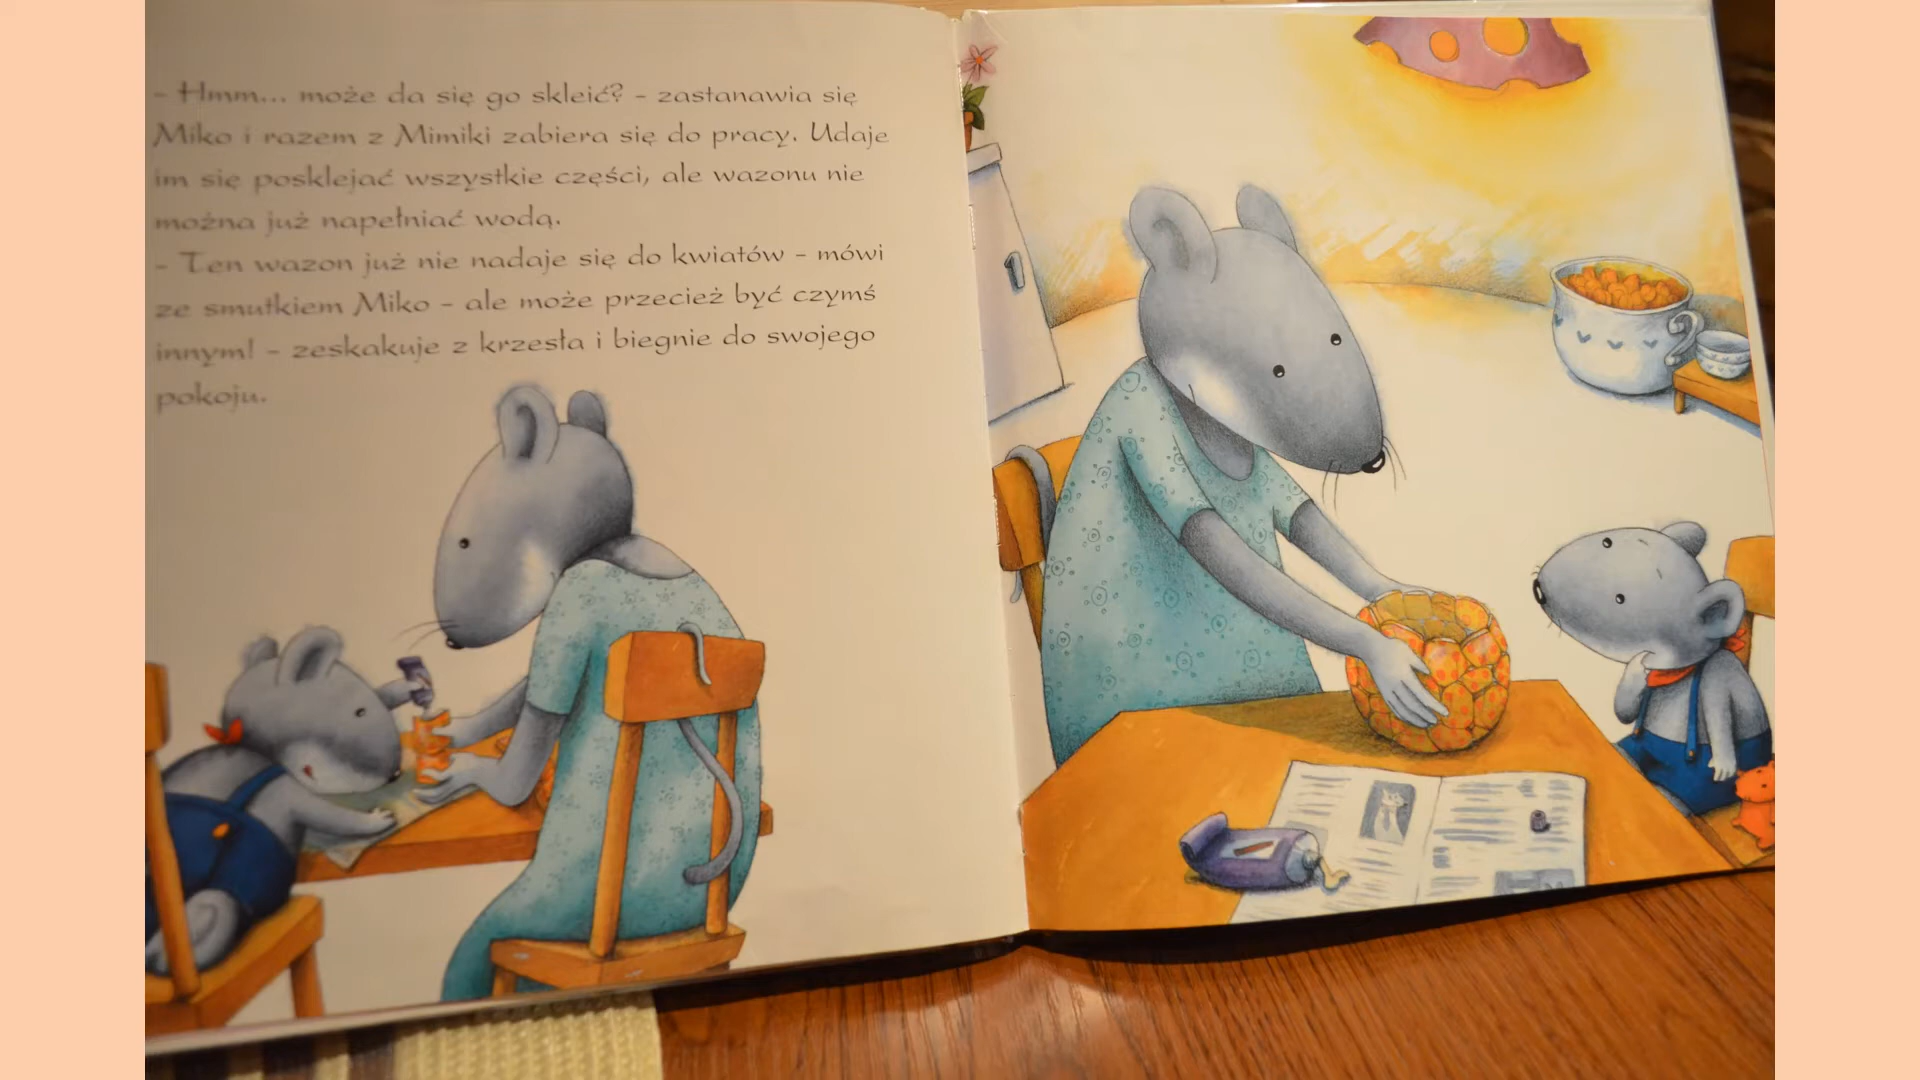 - Hmm... może da się go skleić? - zastanawia się
Miko i razem z Mimiki zabiera się do pracy. Udaje
im się posklejać wszystkie części, ale wazonu nie
można już napełniać wodą.
- Ten wazon już nie nadaje się do kwiatów - mówi
ze smutkiem Miko - ale może przecież być czymś
innym! - zeskakuje z krzesła i biegnie do swojego
pokoju.